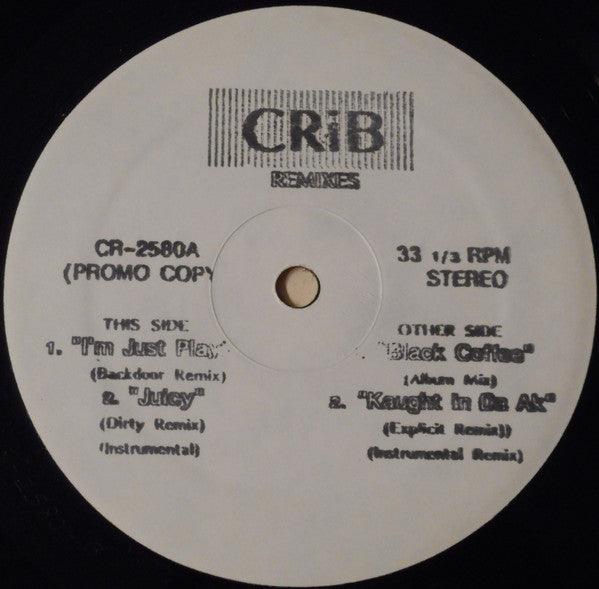 CRiB
REMIXES
CR-2580A
(PROMO COPY
33 1/3 RPM
STEREO
THIS SIDE
1. "I'm Just Play
(Backdoor Remix)
2. "Juicy"
(Dirty Remix)
(Instrumental)
OTHER SIDE
"Black Coffee"
(Album Mix)
2. "Kaught In Da Ak"
(Explicit Remix))
(Instrumental Remix)